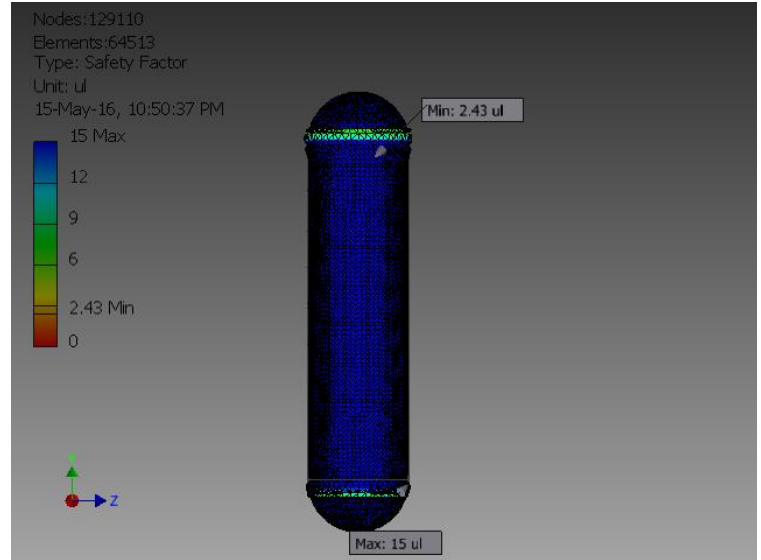 Nodes:129110
Elements:64513
Type: Safety Factor
Unit: ul
15-May-16, 10:50:37 PM
15 Max
12
9
6
2.43 Min
0
Min: 2.43 ul
Max: 15 ul
Y
Z